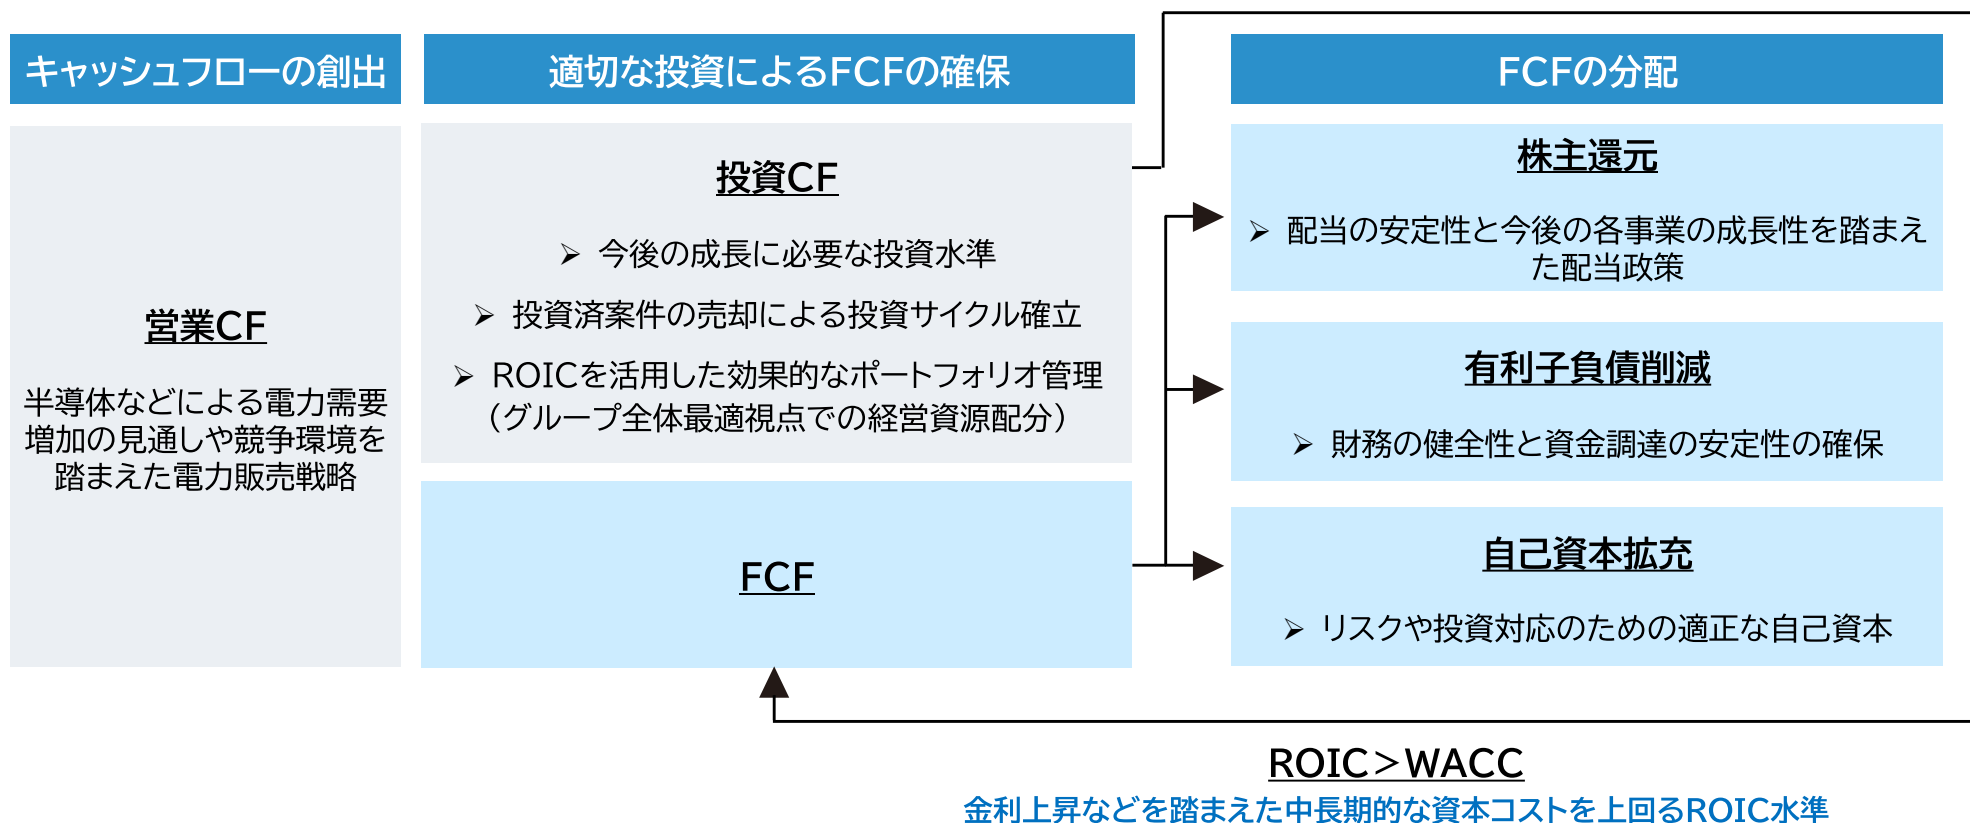 キャッシュフローの創出
営業CF
半導体などによる電力需要
増加の見通しや競争環境を
踏まえた電力販売戦略
適切な投資によるFCFの確保
投資CF
➢ 今後の成長に必要な投資水準
➢ 投資済案件の売却による投資サイクル確立
➢ ROICを活用した効果的なポートフォリオ管理
（グループ全体最適視点での経営資源配分）
FCF
FCFの分配
株主還元
➢ 配当の安定性と今後の各事業の成長性を踏まえ
た配当政策
有利子負債削減
➢ 財務の健全性と資金調達の安定性の確保
自己資本拡充
➢ リスクや投資対応のための適正な自己資本
ROIC＞WACC
金利上昇などを踏まえた中長期的な資本コストを上回るROIC水準